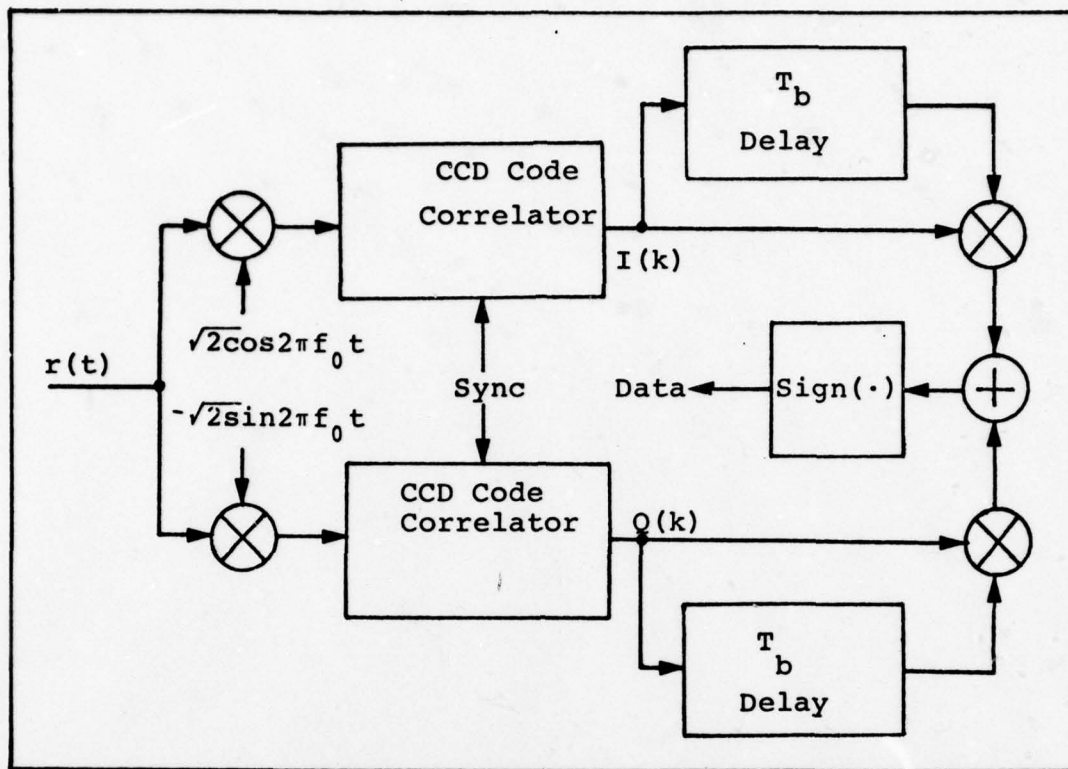 T_b
Delay
CCD Code
Correlator
I(k)
√2cos2πf_0t
r(t)
Sync
Data
Sign(·)
+
-√2sin2πf_0t
CCD Code
Correlator
Q(k)
T_b
Delay